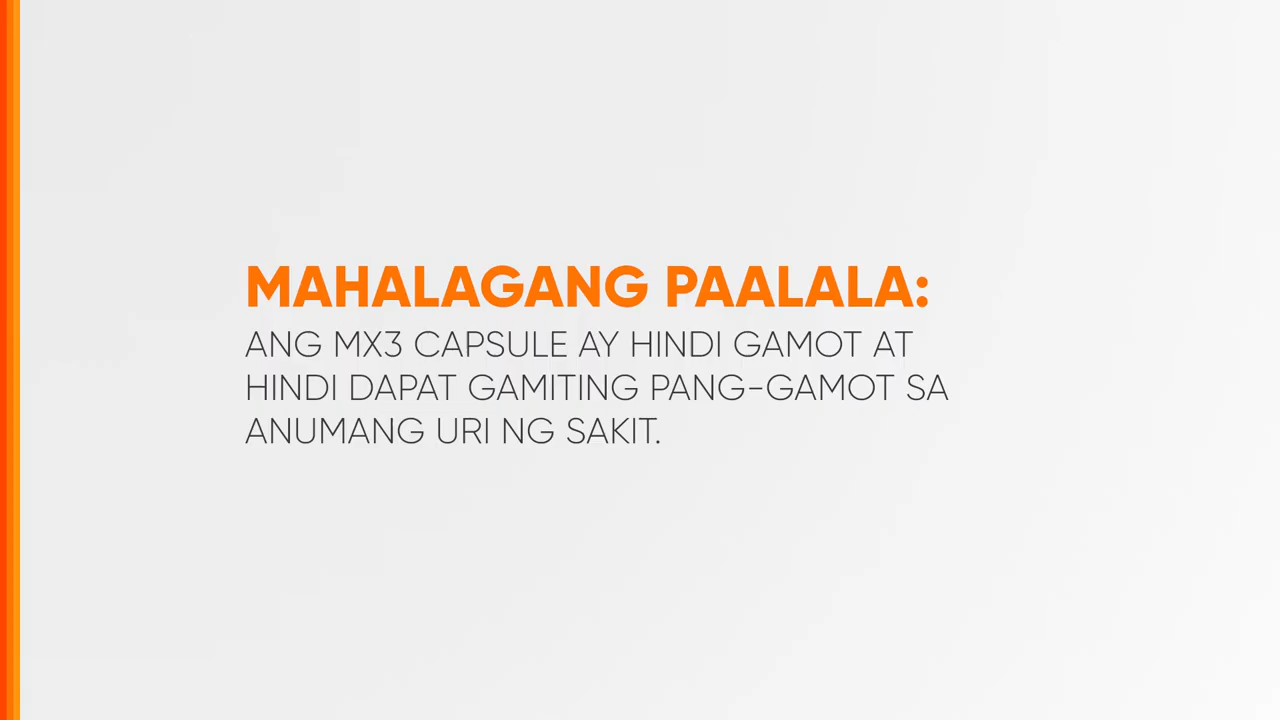 MAHALAGANG PAALALA:
ANG MX3 CAPSULE AY HINDI GAMOT AT
HINDI DAPAT GAMITING PANG-GAMOT SA
ANUMANG URI NG SAKIT.